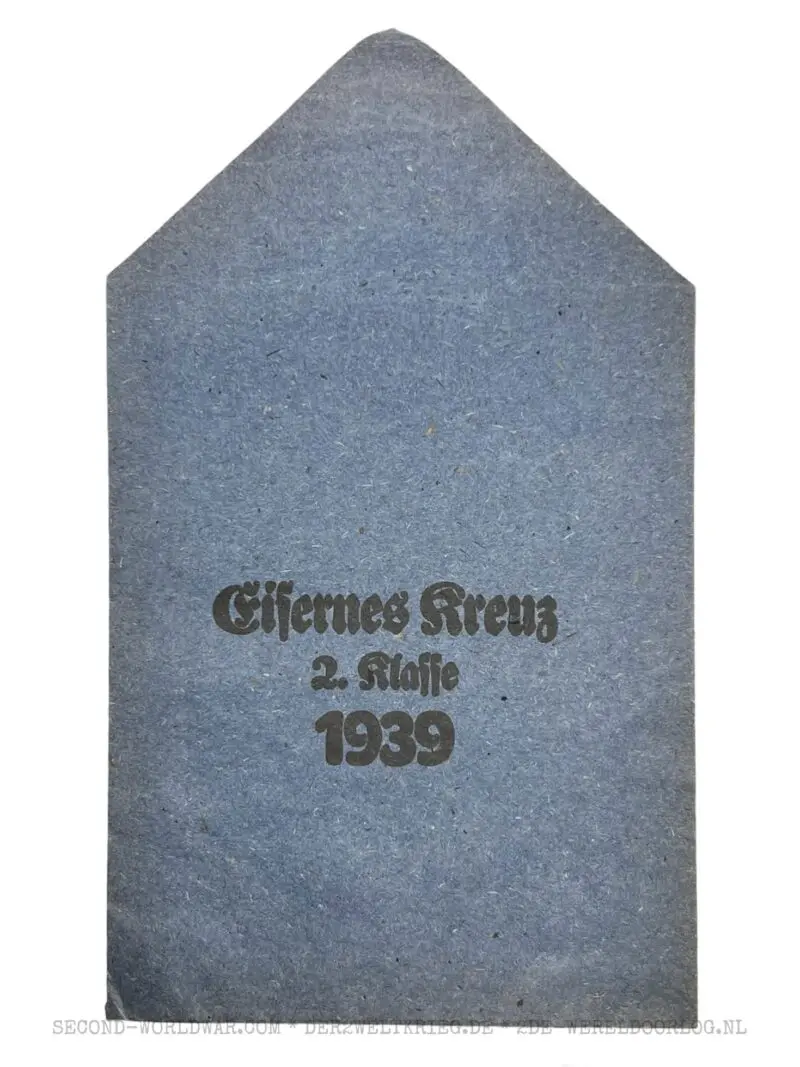 Eisernes Kreuz
2. Klasse
1939
SECOND-WORLDWAR.COM * DER2WELTKRIEG.DE * 2DE WERELDOORLOG.NL